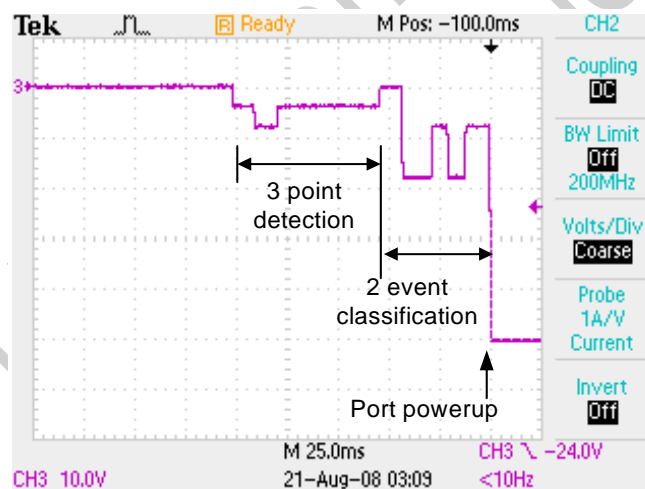 Tek R Ready M Pos: -100.0ms CH2
Coupling
DC
BW Limit
Off
200MHz
Volts/Div
Coarse
Probe
1A/V
Current
Invert
Off
3
3 point
detection
2 event
classification
Port powerup
M 25.0ms CH3 -24.0V
CH3 10.0V 21-Aug-08 03:09 <10Hz